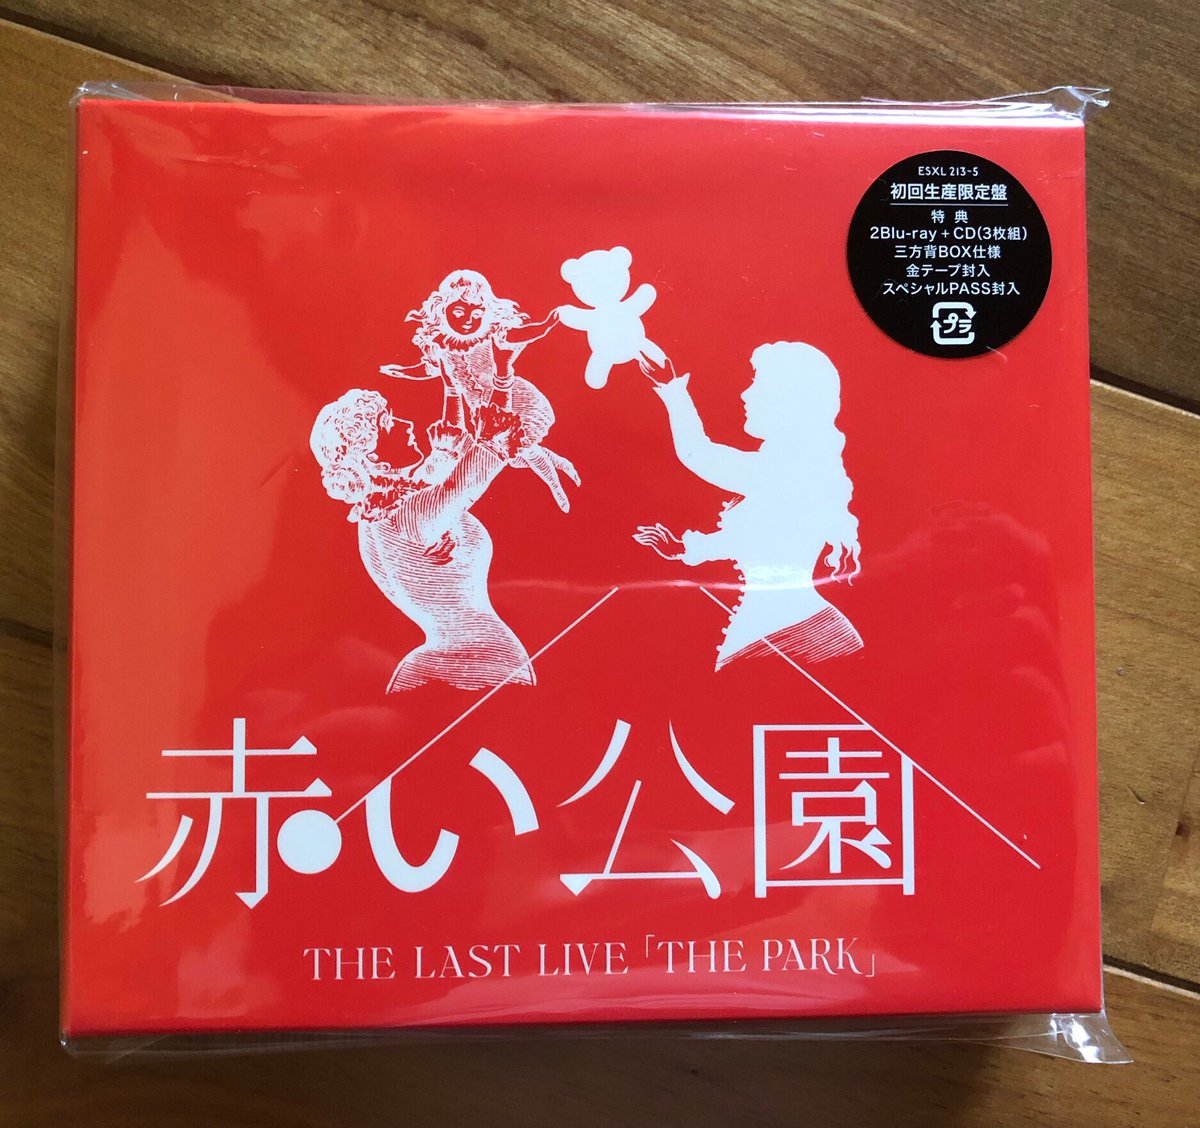 ESXL 213~5
初回生産限定盤
特典
2Blu-ray+CD(3枚組)
三方背BOX仕様
金テープ封入
スペシャルPASS封入
プラ
赤い公園
THE LAST LIVE「THE PARK」